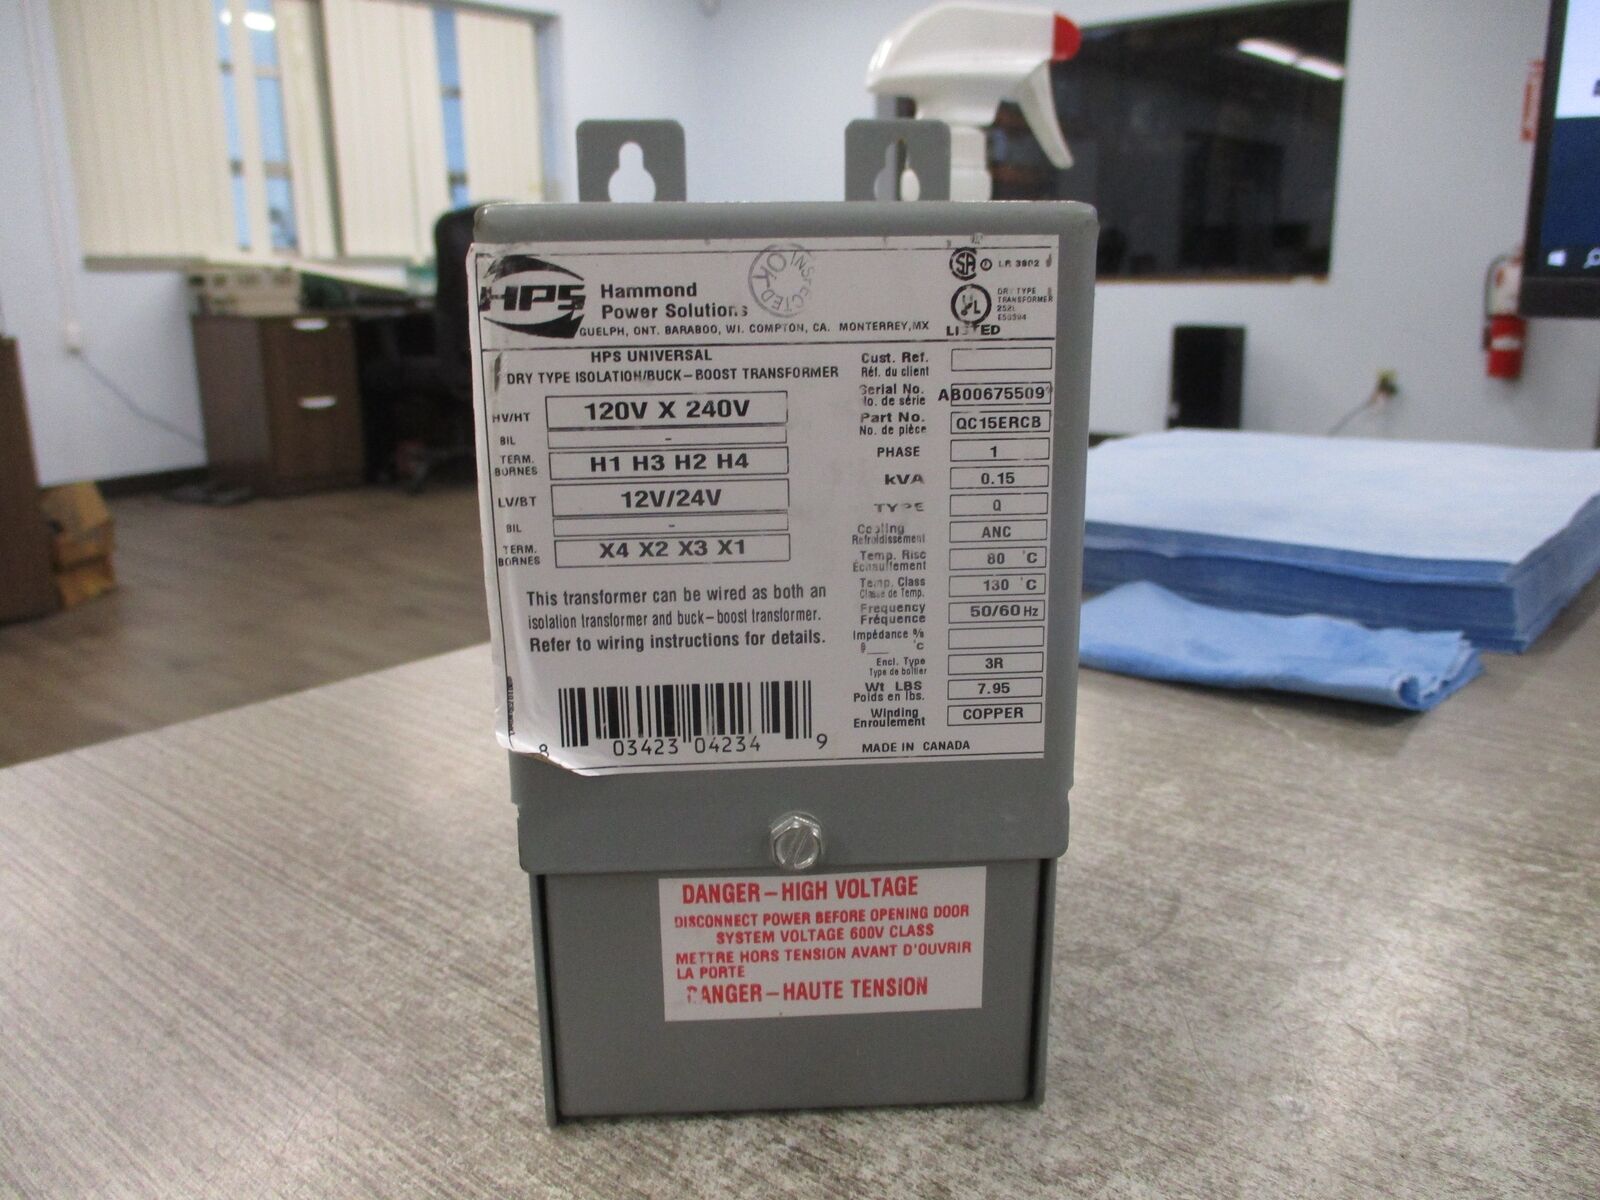 HPS Hammond
Power Solutions
GUELPH, ONT. BARABOO, WI. COMPTON, CA. MONTERREY, MX
OK
SA LR 3902
UL DRY TYPE
TRANSFORMER
LISTED
HPS UNIVERSAL
DRY TYPE ISOLATION/BUCK-BOOST TRANSFORMER
HV/HT 120V X 240V
BIL -
TERM.
BORNES H1 H3 H2 H4
LV/BT 12V/24V
BIL -
TERM.
BORNES X4 X2 X3 X1
This transformer can be wired as both an
isolation transformer and buck-boost transformer.
Refer to wiring instructions for details.
8 03423 04234 9
Cust. Ref.
Réf. du client
Serial No. AB00675509
No. de série
Part No. QC15ERCB
No. de pièce
PHASE 1
kVA 0.15
TYPE Q
Cooling ANC
Refroidissement
Temp. Rise 80 °C
Échauffement
Temp. Class 130 °C
Classe de Temp.
Frequency 50/60 Hz
Fréquence
Impédance %
@ °C
Encl. Type 3R
Type de boîtier
Wt LBS 7.95
Poids en lbs.
Winding COPPER
Enroulement
MADE IN CANADA
DANGER-HIGH VOLTAGE
DISCONNECT POWER BEFORE OPENING DOOR
SYSTEM VOLTAGE 600V CLASS
METTRE HORS TENSION AVANT D'OUVRIR
LA PORTE
DANGER-HAUTE TENSION